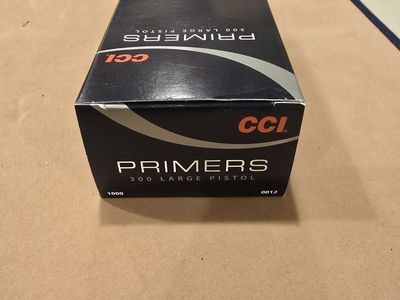 PRIMERS
300 LARGE PISTOL
CCI
CCI
PRIMERS
300 LARGE PISTOL
1000 0012